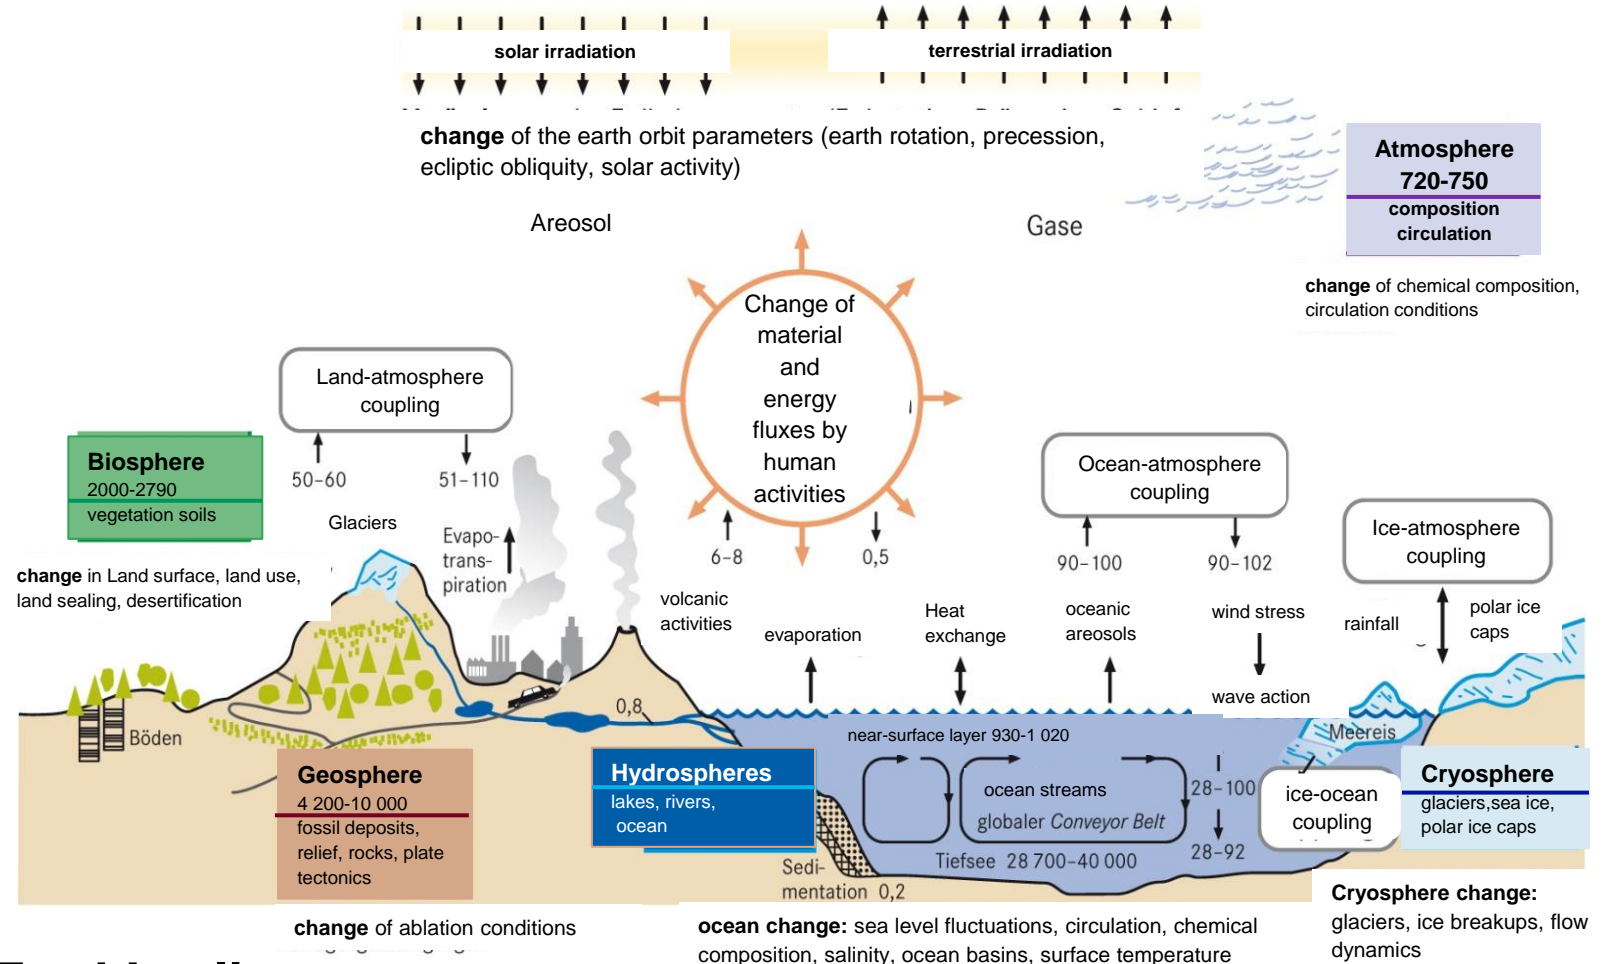 solar irradiation
terrestrial irradiation
change of the earth orbit parameters (earth rotation, precession,
ecliptic obliquity, solar activity)
Atmosphere
720-750
composition
circulation
Areosol
Gase
change of chemical composition,
circulation conditions
Change of
material
and
energy
fluxes by
human
activities
Land-atmosphere
coupling
50–60
51–110
Biosphere
2000-2790
vegetation soils
change in Land surface, land use,
land sealing, desertification
Glaciers
Evapo-
trans-
piration
6–8
0,5
volcanic
activities
evaporation
Heat
exchange
oceanic
areosols
Ocean-atmosphere
coupling
90–100
90–102
wind stress
wave action
Ice-atmosphere
coupling
rainfall
polar ice
caps
Böden
0,8
near-surface layer 930-1 020
Meereis
Geosphere
4 200-10 000
fossil deposits,
relief, rocks, plate
tectonics
Hydrospheres
lakes, rivers,
ocean
ocean streams
globaler Conveyor Belt
28–100
28–92
ice-ocean
coupling
Cryosphere
glaciers,sea ice,
polar ice caps
Tiefsee 28 700–40 000
Sedi-
mentation 0,2
change of ablation conditions
ocean change: sea level fluctuations, circulation, chemical
composition, salinity, ocean basins, surface temperature
Cryosphere change:
glaciers, ice breakups, flow
dynamics